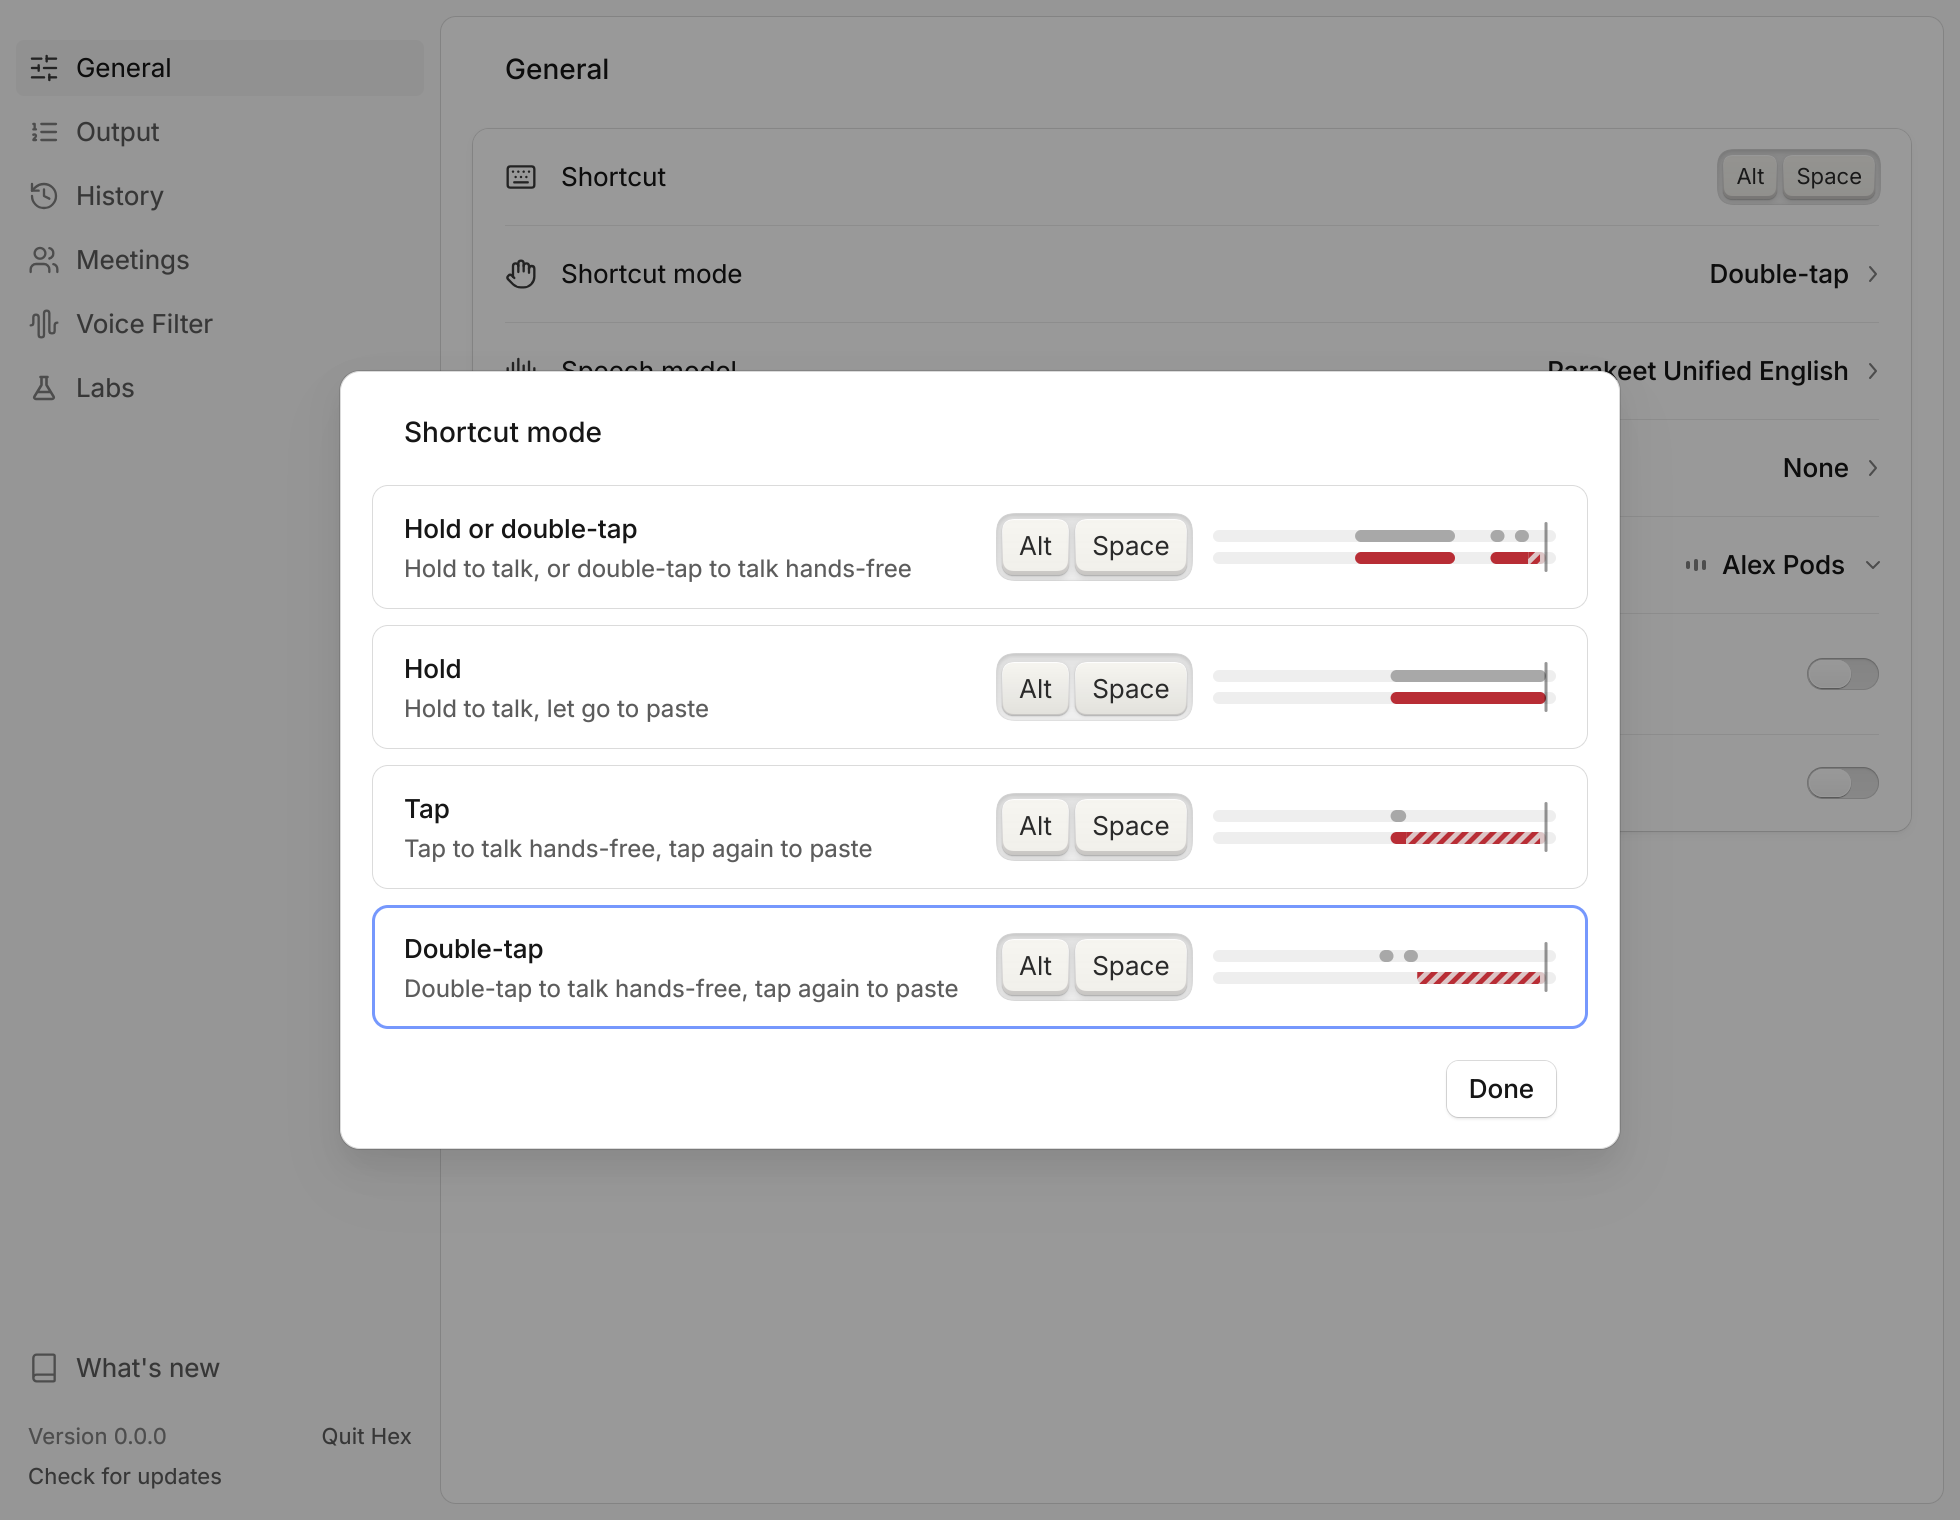 General
Output
History
Meetings
Voice Filter
Labs
What's new
Version 0.0.0
Quit Hex
Check for updates
General
Shortcut
Alt Space
Shortcut mode
Double-tap
Speech model
Parakeet Unified English
None
Alex Pods
Shortcut mode
Hold or double-tap
Hold to talk, or double-tap to talk hands-free
Alt Space
Hold
Hold to talk, let go to paste
Alt Space
Tap
Tap to talk hands-free, tap again to paste
Alt Space
Double-tap
Double-tap to talk hands-free, tap again to paste
Alt Space
Done